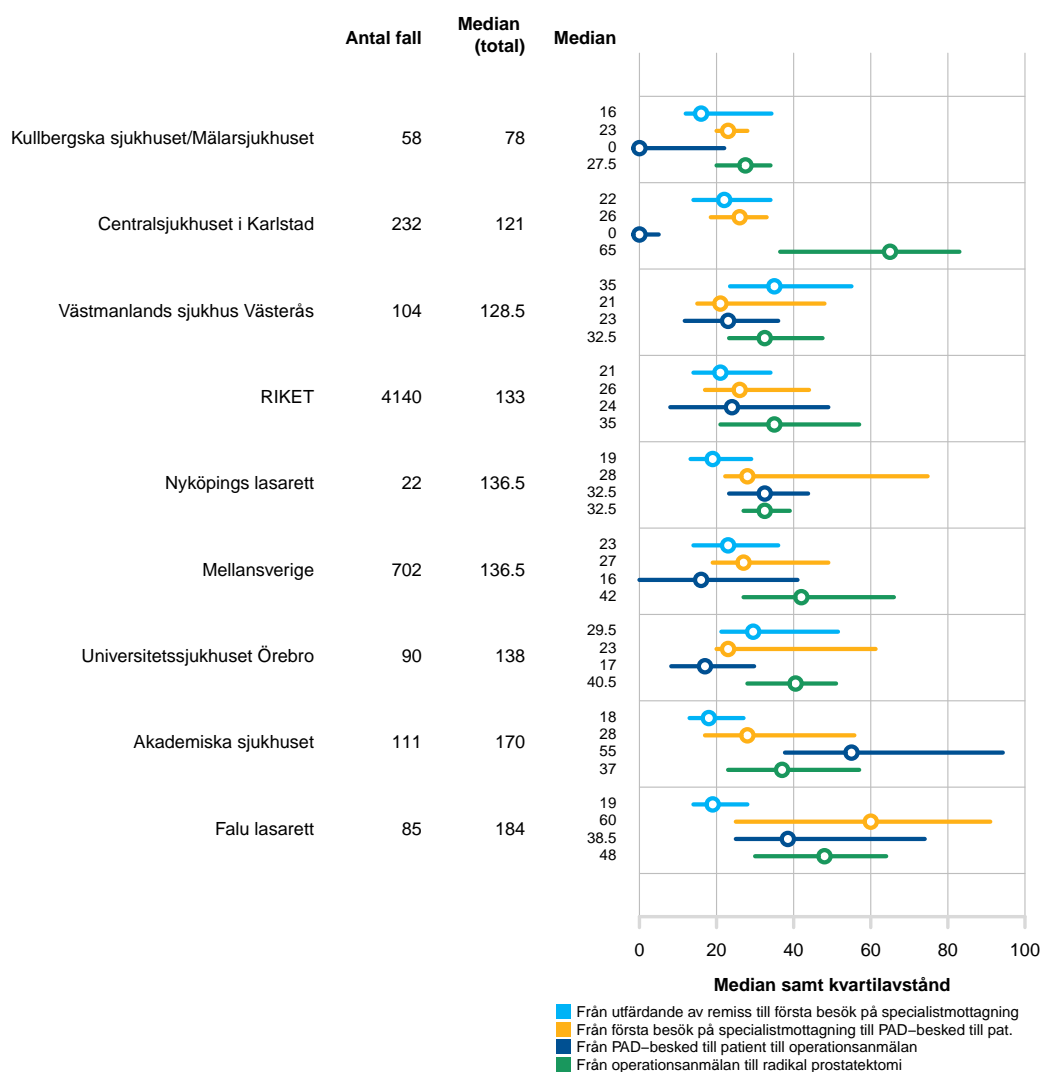 Antal fall Median (total) Median
Kullbergska sjukhuset/Mälarsjukhuset 58 78
16
23
0
27.5
Centralsjukhuset i Karlstad 232 121
22
26
0
65
Västmanlands sjukhus Västerås 104 128.5
35
21
23
32.5
RIKET 4140 133
21
26
24
35
Nyköpings lasarett 22 136.5
19
28
32.5
32.5
Mellansverige 702 136.5
23
27
16
42
Universitetssjukhuset Örebro 90 138
29.5
23
17
40.5
Akademiska sjukhuset 111 170
18
28
55
37
Falu lasarett 85 184
19
60
38.5
48
0 20 40 60 80 100
Median samt kvartilavstånd
Från utfärdande av remiss till första besök på specialistmottagning
Från första besök på specialistmottagning till PAD−besked till pat.
Från PAD−besked till patient till operationsanmälan
Från operationsanmälan till radikal prostatektomi